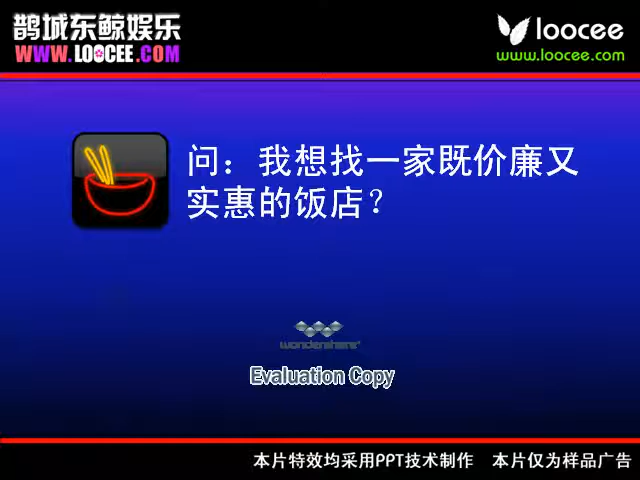 鹊城东鲸娱乐
WWW.LOOCEE.COM
loocee
www.loocee.com
问：我想找一家既价廉又
实惠的饭店？
wondershare
Evaluation Copy
本片特效均采用PPT技术制作 本片仅为样品广告